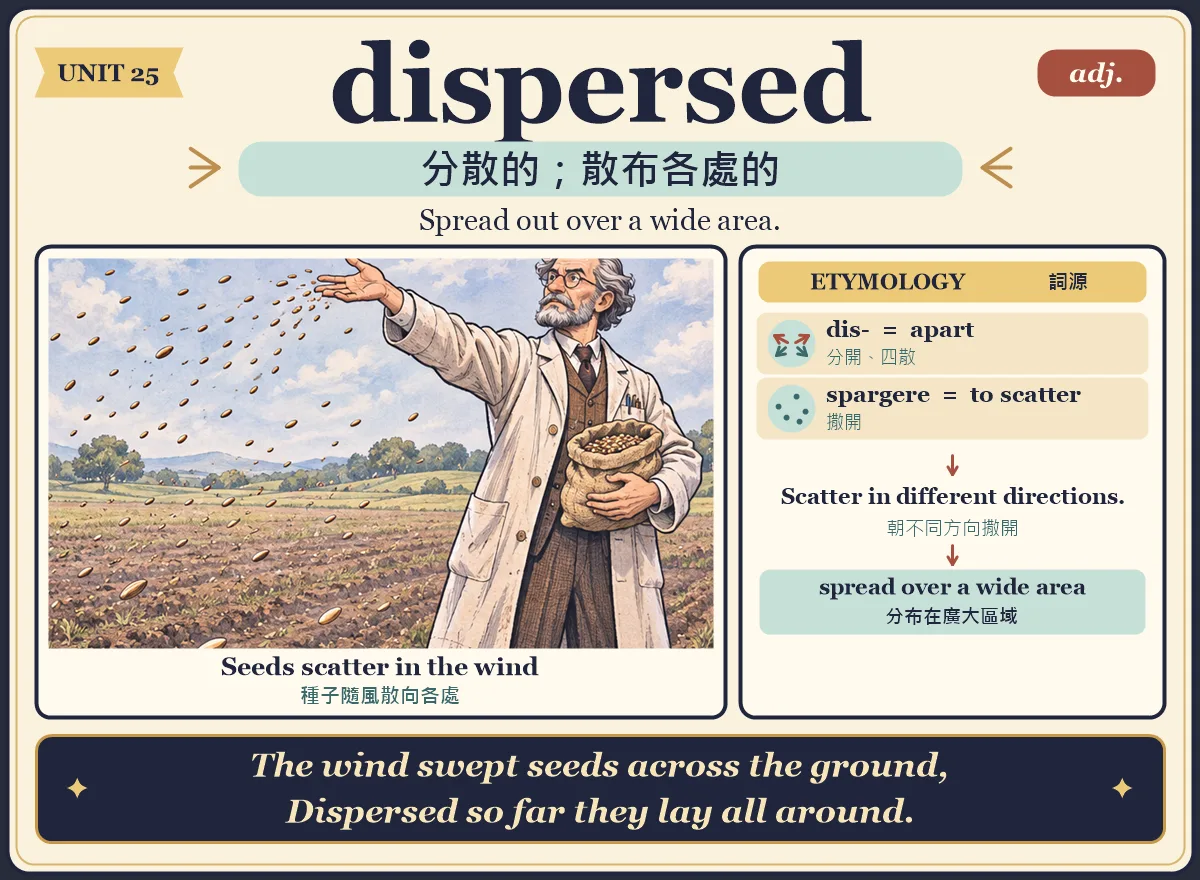 UNIT 25
dispersed
adj.
分散的；散布各處的
Spread out over a wide area.
Seeds scatter in the wind
種子隨風散向各處
ETYMOLOGY 詞源
dis- = apart
分開、四散
spargere = to scatter
撒開
Scatter in different directions.
朝不同方向撒開
spread over a wide area
分布在廣大區域
The wind swept seeds across the ground,
Dispersed so far they lay all around.